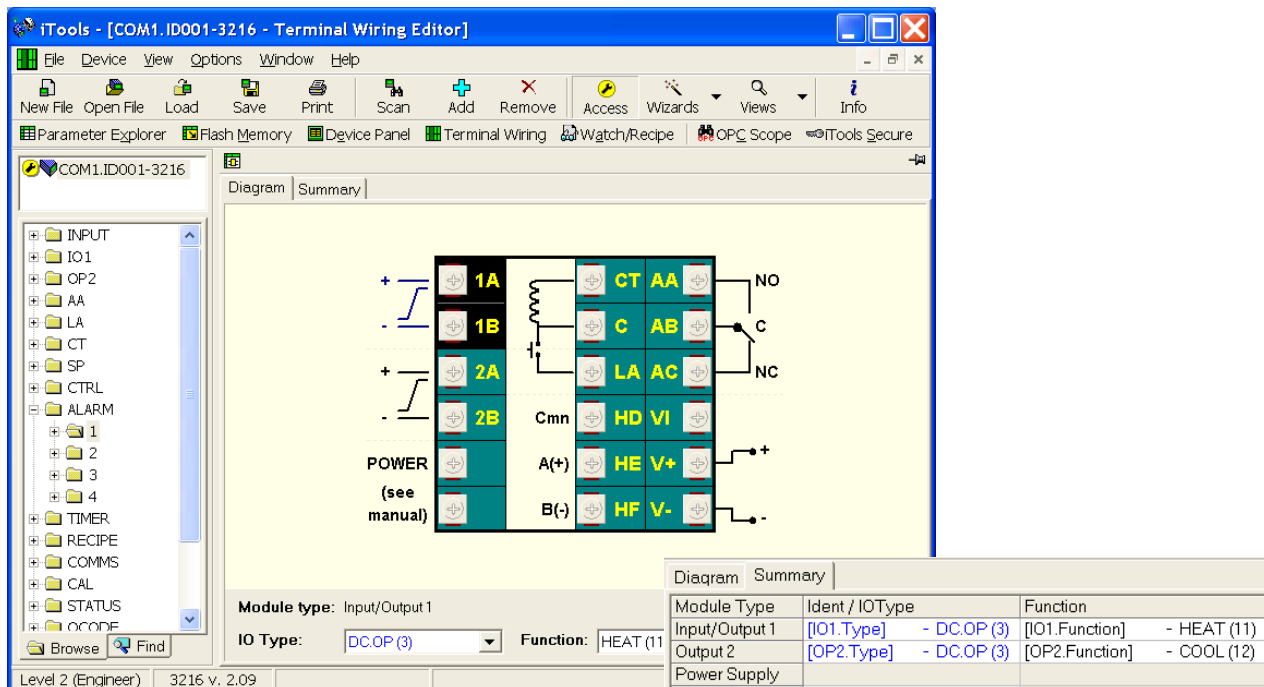 iTools - [COM1.ID001-3216 - Terminal Wiring Editor]
File Device View Options Window Help
New File Open File Load Save Print Scan Add Remove Access Wizards Views Info
Parameter Explorer Flash Memory Device Panel Terminal Wiring Watch/Recipe OPC Scope iTools Secure
COM1.ID001-3216
Diagram Summary
INPUT
IO1
OP2
AA
LA
CT
SP
CTRL
ALARM
1
2
3
4
TIMER
RECIPE
COMMS
CAL
STATUS
OCODE
Browse Find
+ 1A CT AA NO
- 1B C AB C
+ 2A LA AC NC
- 2B Cmn HD VI
POWER A(+) HE V+ +
(see
manual) B(-) HF V- -
Module type: Input/Output 1
IO Type: DC.OP (3) Function: HEAT (11
Level 2 (Engineer) 3216 v. 2.09
Diagram Summary
Module Type Ident / IOType Function
Input/Output 1 [IO1.Type] - DC.OP (3) [IO1.Function] - HEAT (11)
Output 2 [OP2.Type] - DC.OP (3) [OP2.Function] - COOL (12)
Power Supply